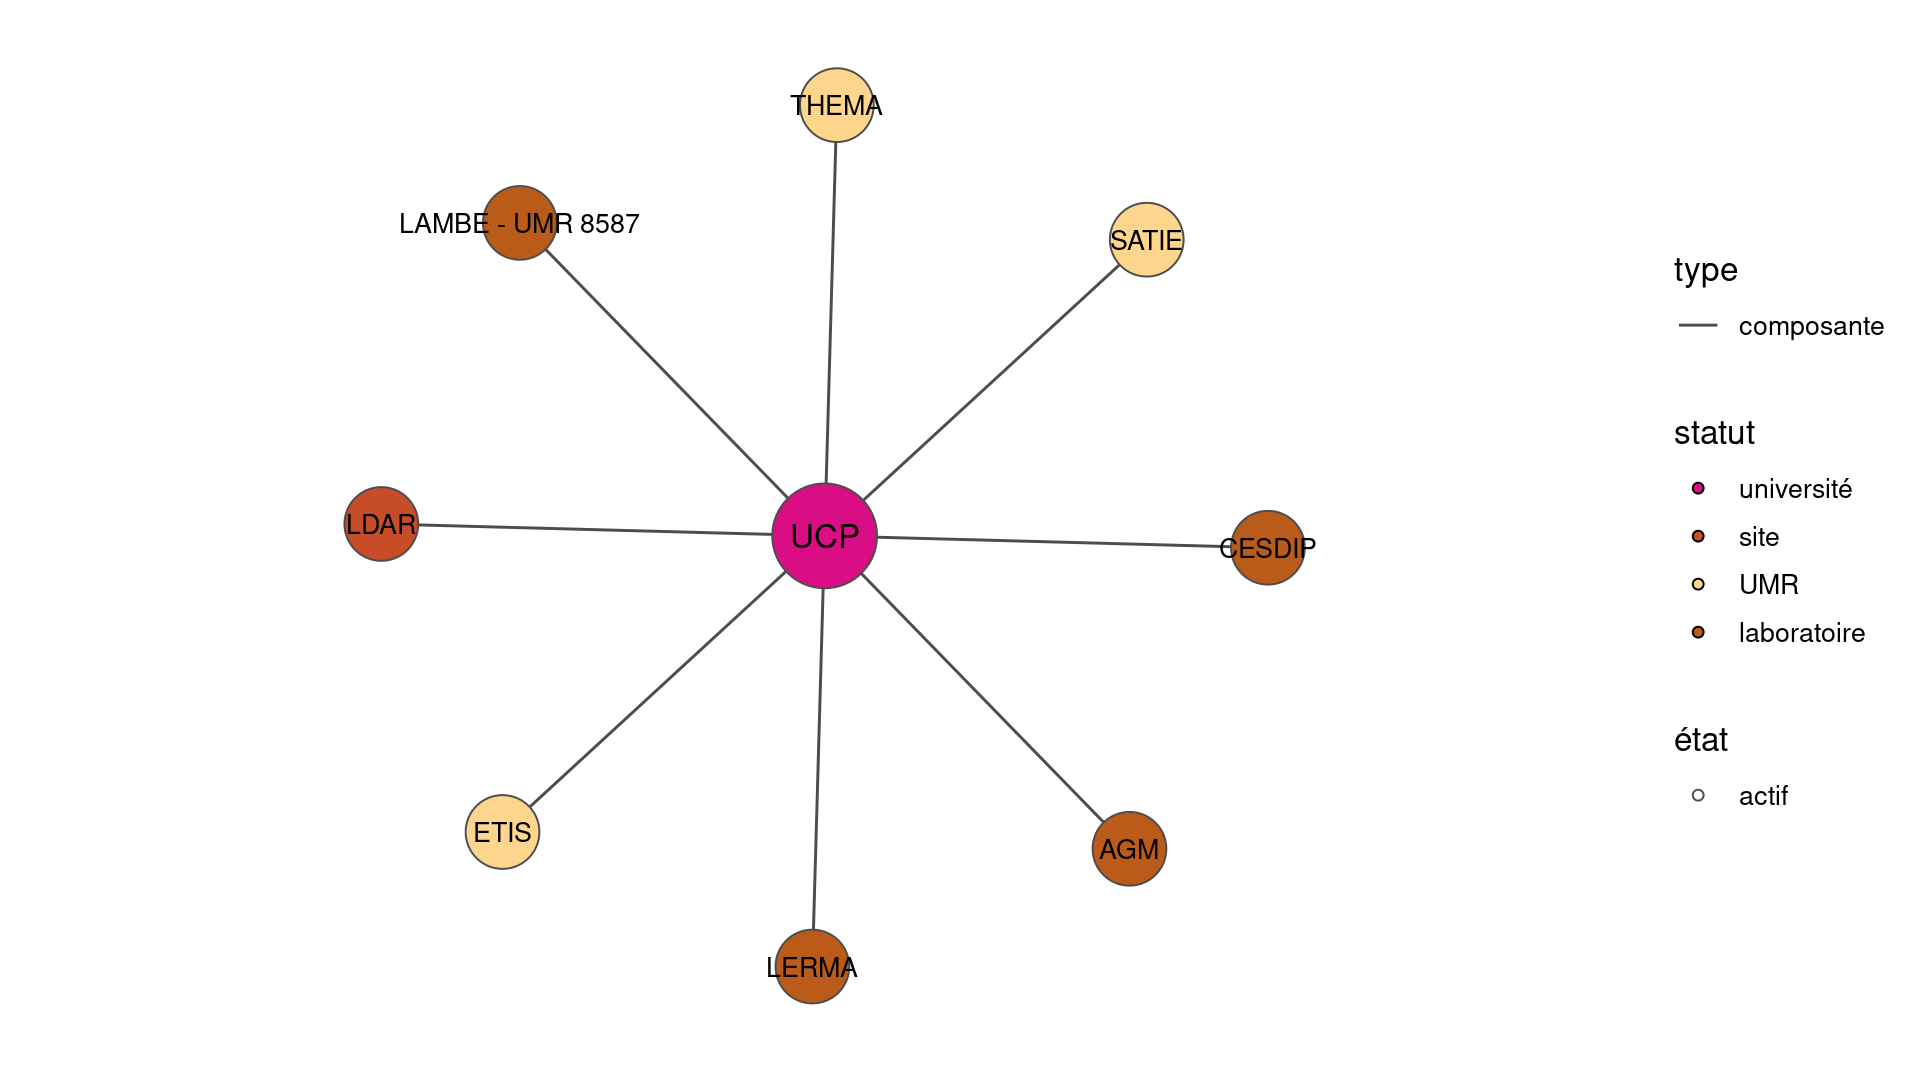 THEMA
LAMBE - UMR 8587
SATIE
LDAR
UCP
CESDIP
ETIS
AGM
LERMA
type
composante
statut
université
site
UMR
laboratoire
état
actif